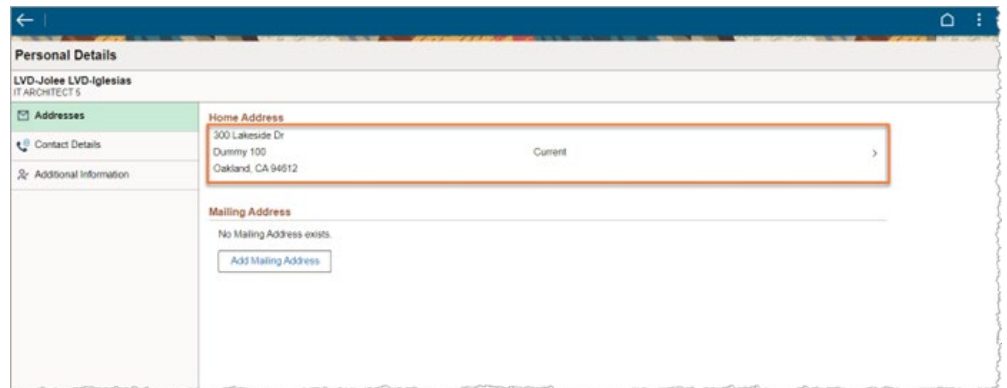 Personal Details
LVD-Jolee LVD-Iglesias
IT ARCHITECT 5
Addresses
Contact Details
Additional Information
Home Address
300 Lakeside Dr
Dummy 100
Current
Oakland, CA 94612
Mailing Address
No Mailing Address exists.
Add Mailing Address